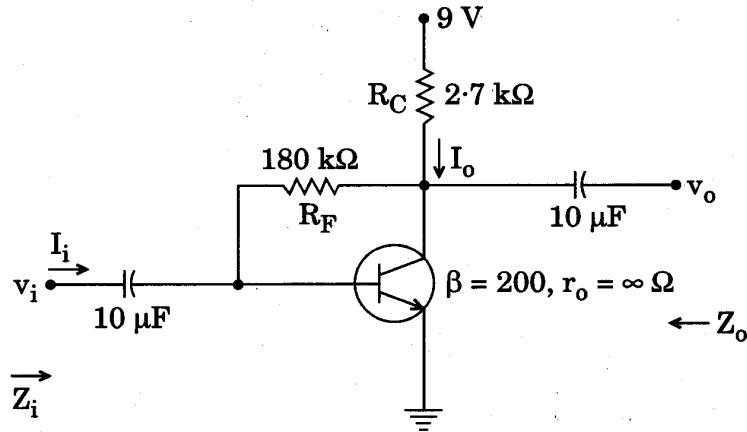 9 V
R_C 2·7 kΩ
180 kΩ
I_o
R_F
10 μF
v_o
I_i
v_i
10 μF
β = 200, r_o = ∞ Ω
Z_o
Z_i